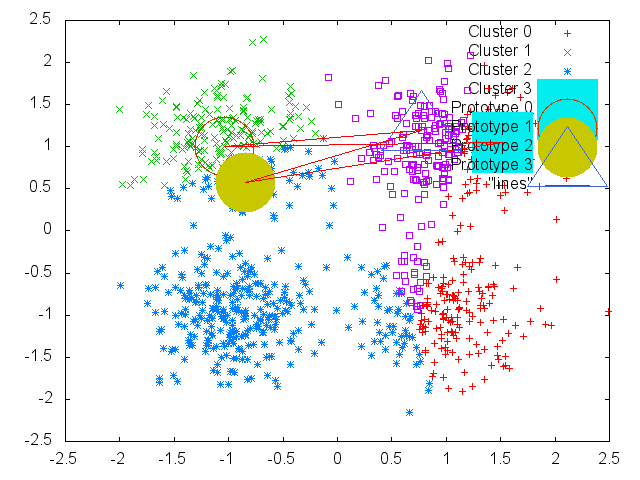 2.5
2
1.5
1
0.5
0
-0.5
-1
-1.5
-2
-2.5
-2.5
-2
-1.5
-1
-0.5
0
0.5
1
1.5
2
2.5
Cluster 0
Cluster 1
Cluster 2
Cluster 3
Prototype 0
Prototype 1
Prototype 2
Prototype 3
"lines"